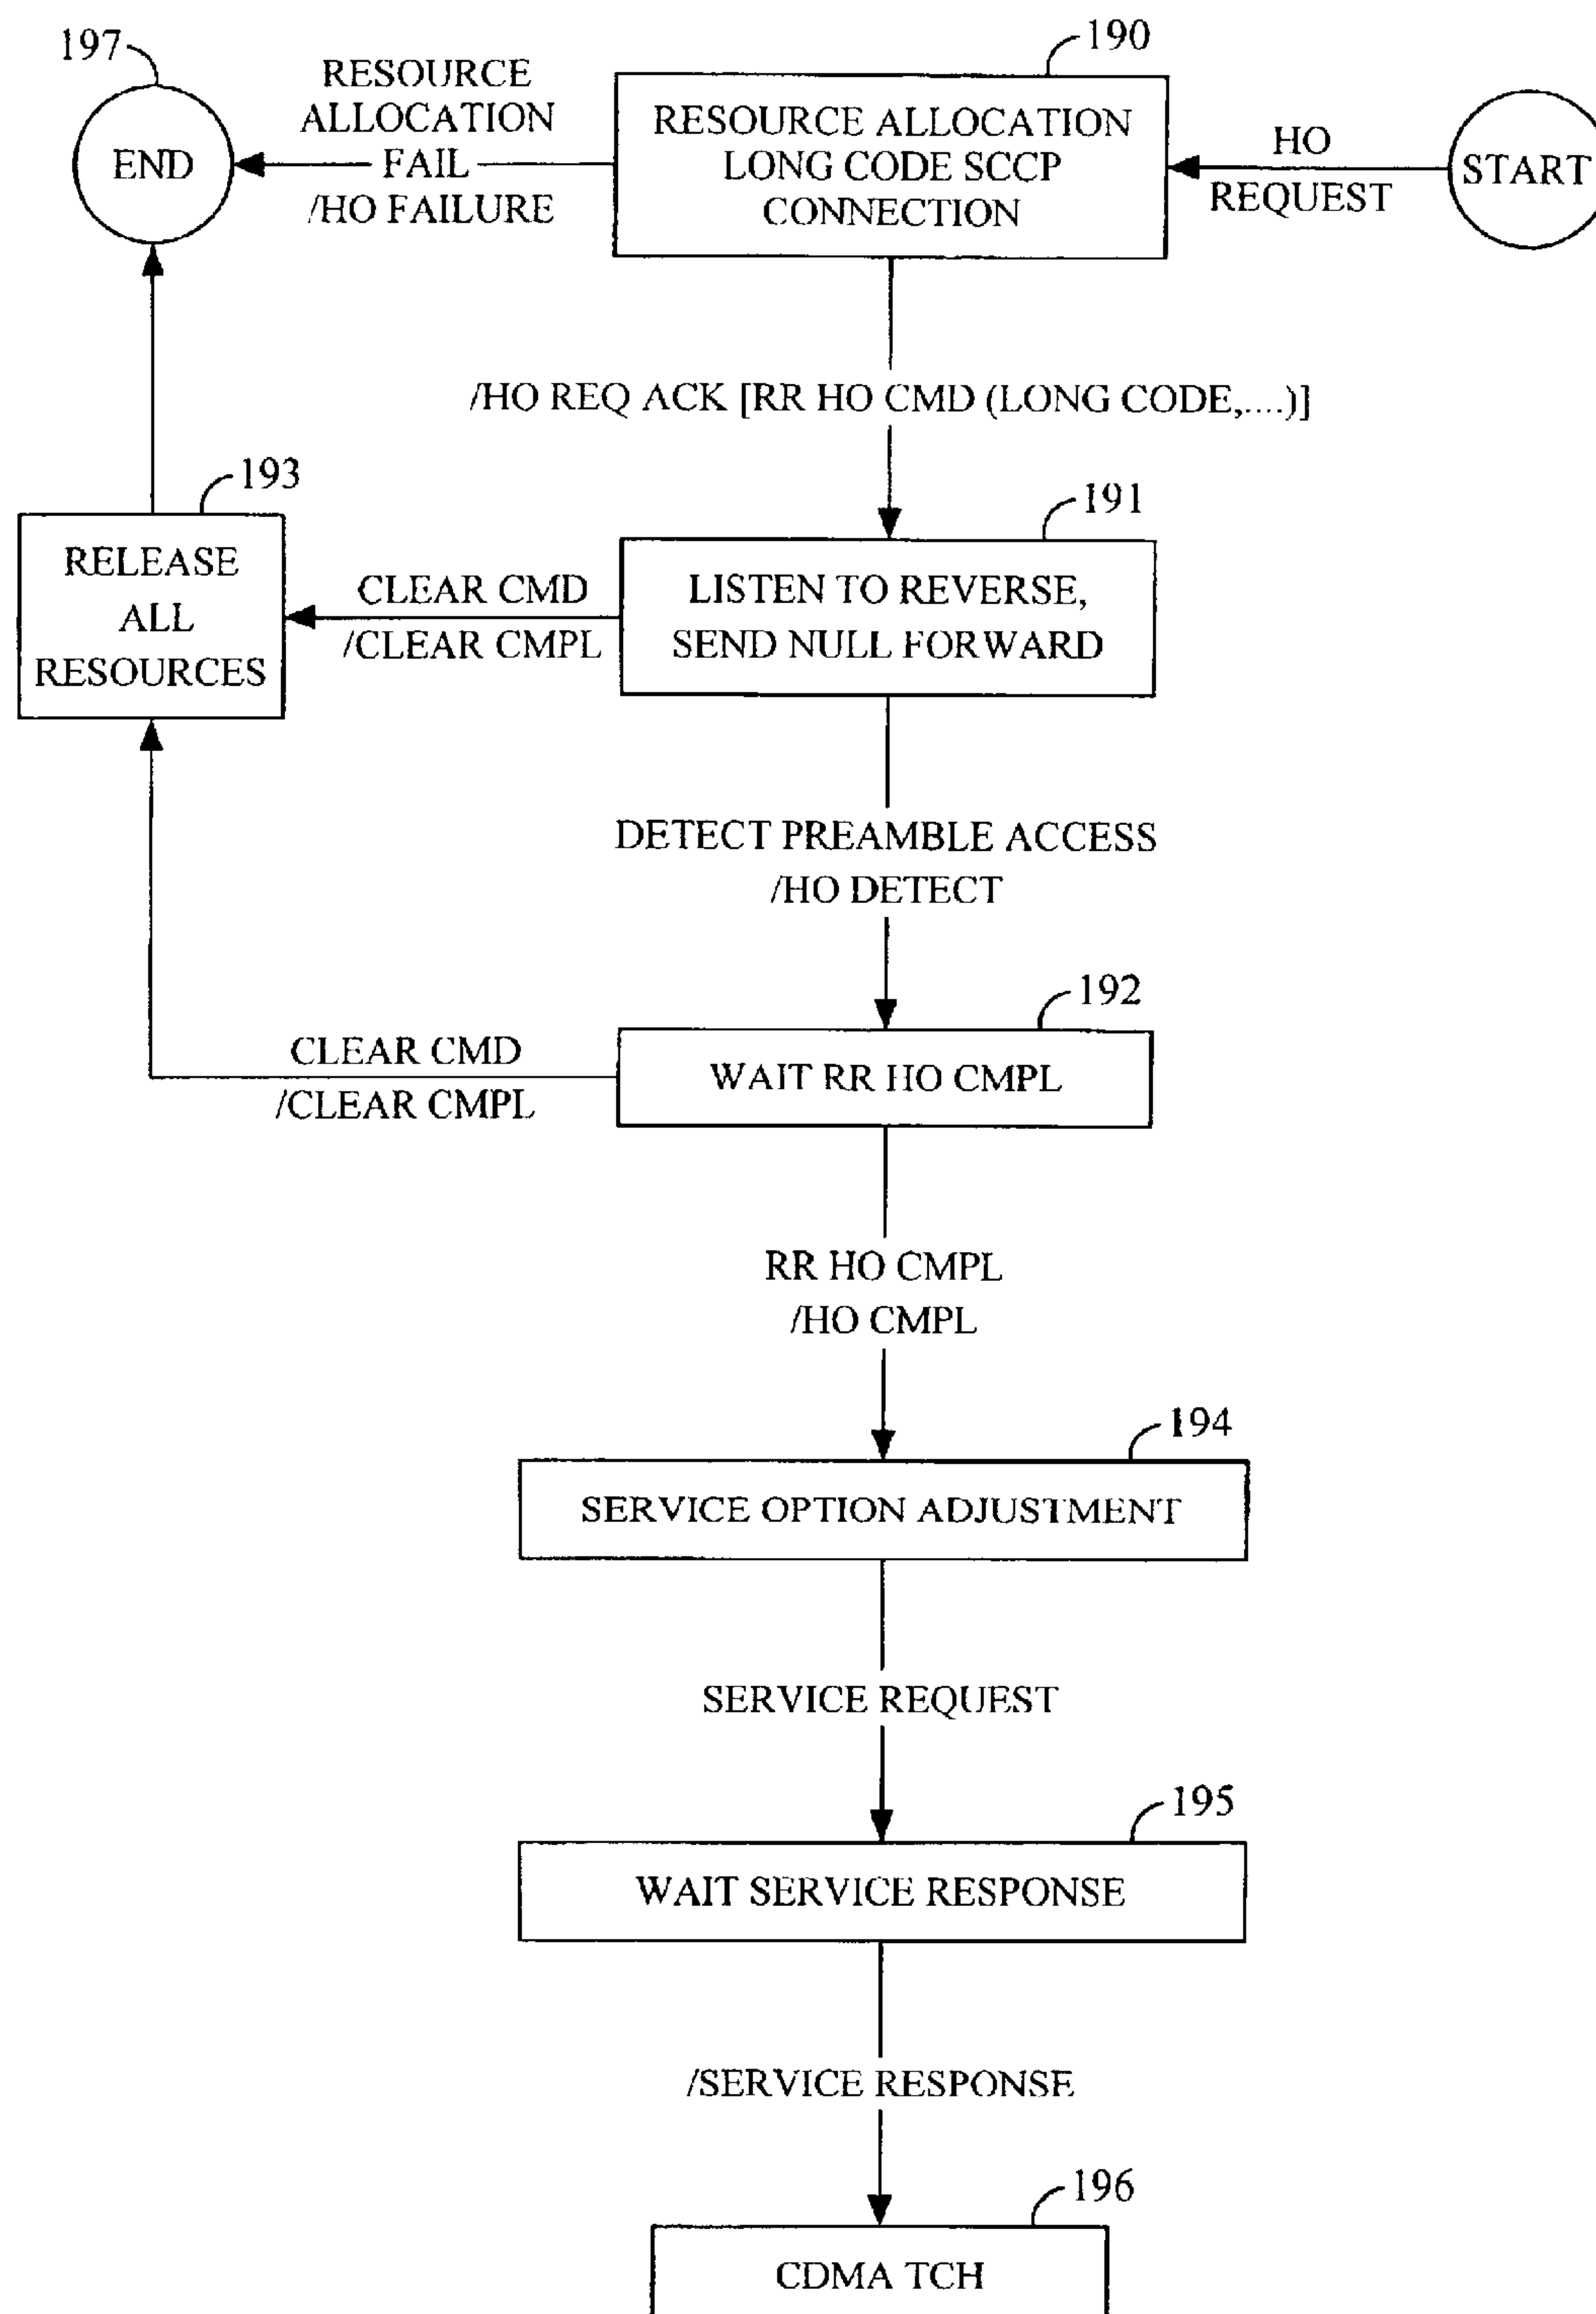 197
END
RESOURCE
ALLOCATION
FAIL
/HO FAILURE
190
RESOURCE ALLOCATION
LONG CODE SCCP
CONNECTION
HO
REQUEST
START
/HO REQ ACK [RR HO CMD (LONG CODE,....)]
193
RELEASE
ALL
RESOURCES
CLEAR CMD
/CLEAR CMPL
191
LISTEN TO REVERSE,
SEND NULL FORWARD
DETECT PREAMBLE ACCESS
/HO DETECT
192
WAIT RR HO CMPL
CLEAR CMD
/CLEAR CMPL
RR HO CMPL
/HO CMPL
194
SERVICE OPTION ADJUSTMENT
SERVICE REQUEST
195
WAIT SERVICE RESPONSE
/SERVICE RESPONSE
196
CDMA TCH